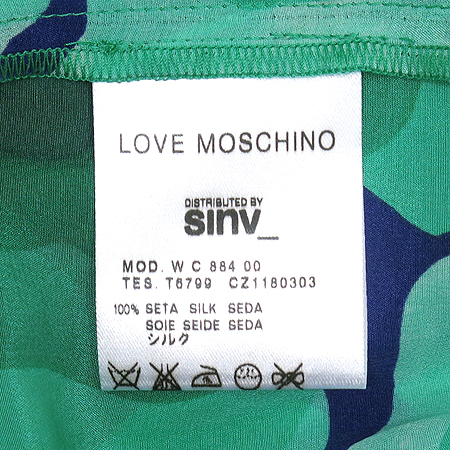 LOVE MOSCHINO
DISTRIBUTED BY
sinv_
MOD. W C 884 00
TES. T6799 CZ1180303
100% SETA SILK SEDA
SOIE SEIDE SEDA
シルク